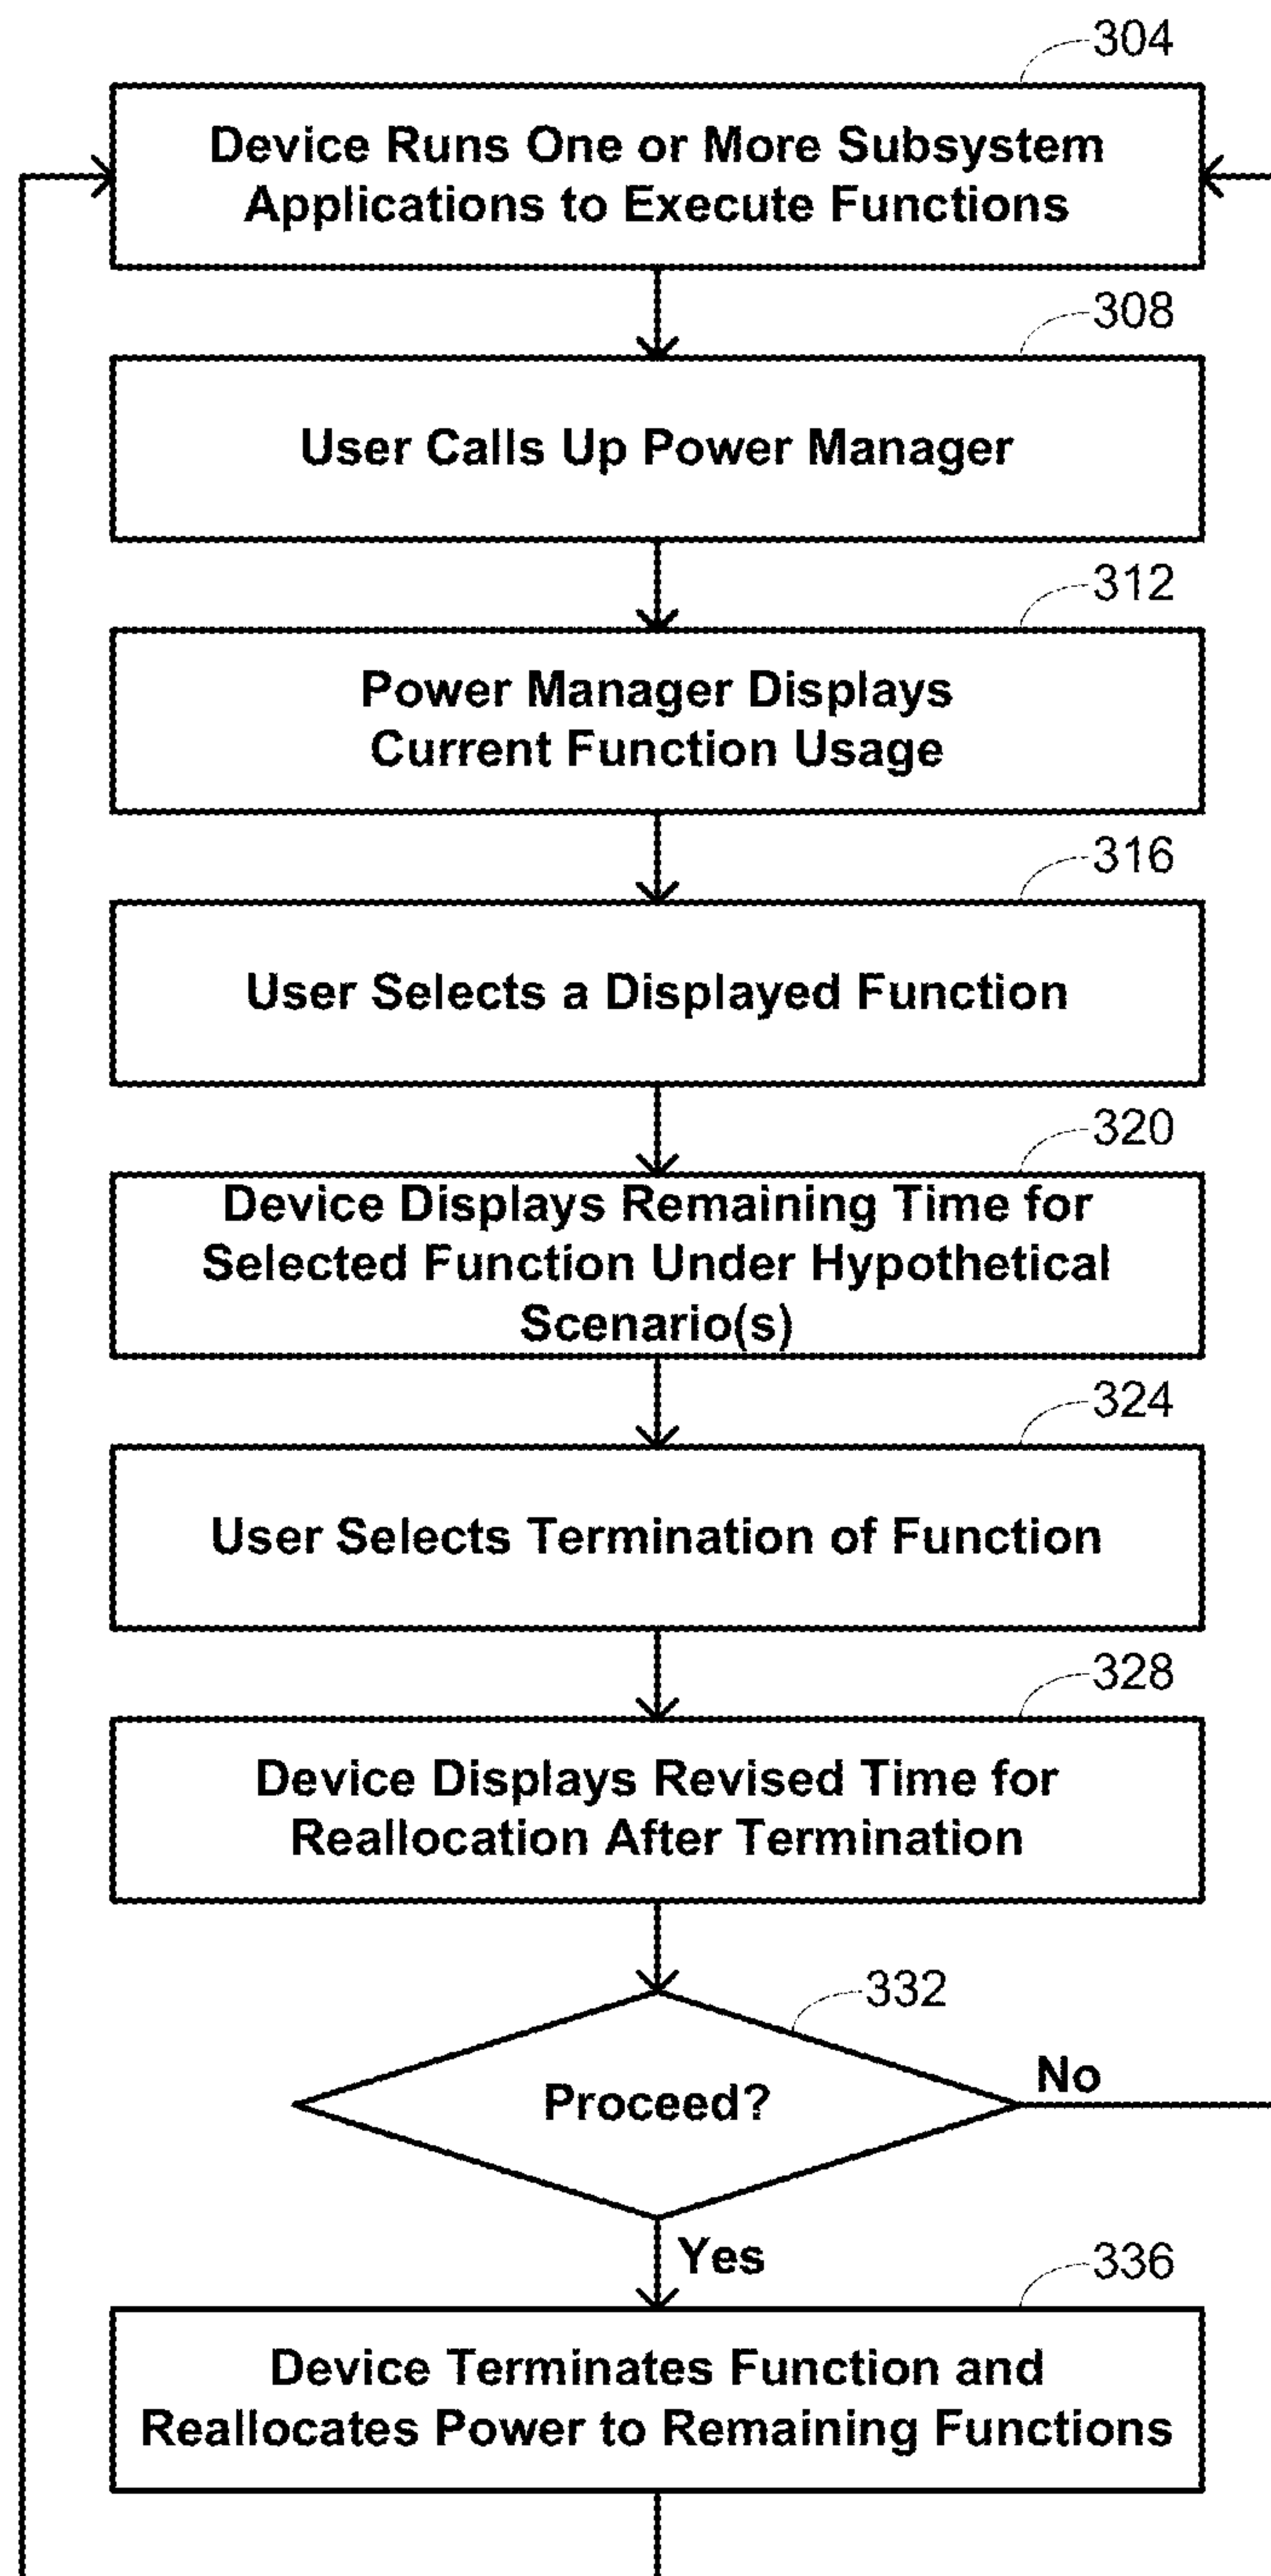 304
Device Runs One or More Subsystem
Applications to Execute Functions
308
User Calls Up Power Manager
312
Power Manager Displays
Current Function Usage
316
User Selects a Displayed Function
320
Device Displays Remaining Time for
Selected Function Under Hypothetical
Scenario(s)
324
User Selects Termination of Function
328
Device Displays Revised Time for
Reallocation After Termination
332
Proceed?
No
Yes
336
Device Terminates Function and
Reallocates Power to Remaining Functions